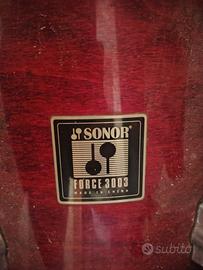 SONOR
FORCE 3003
MADE IN CHINA
subito